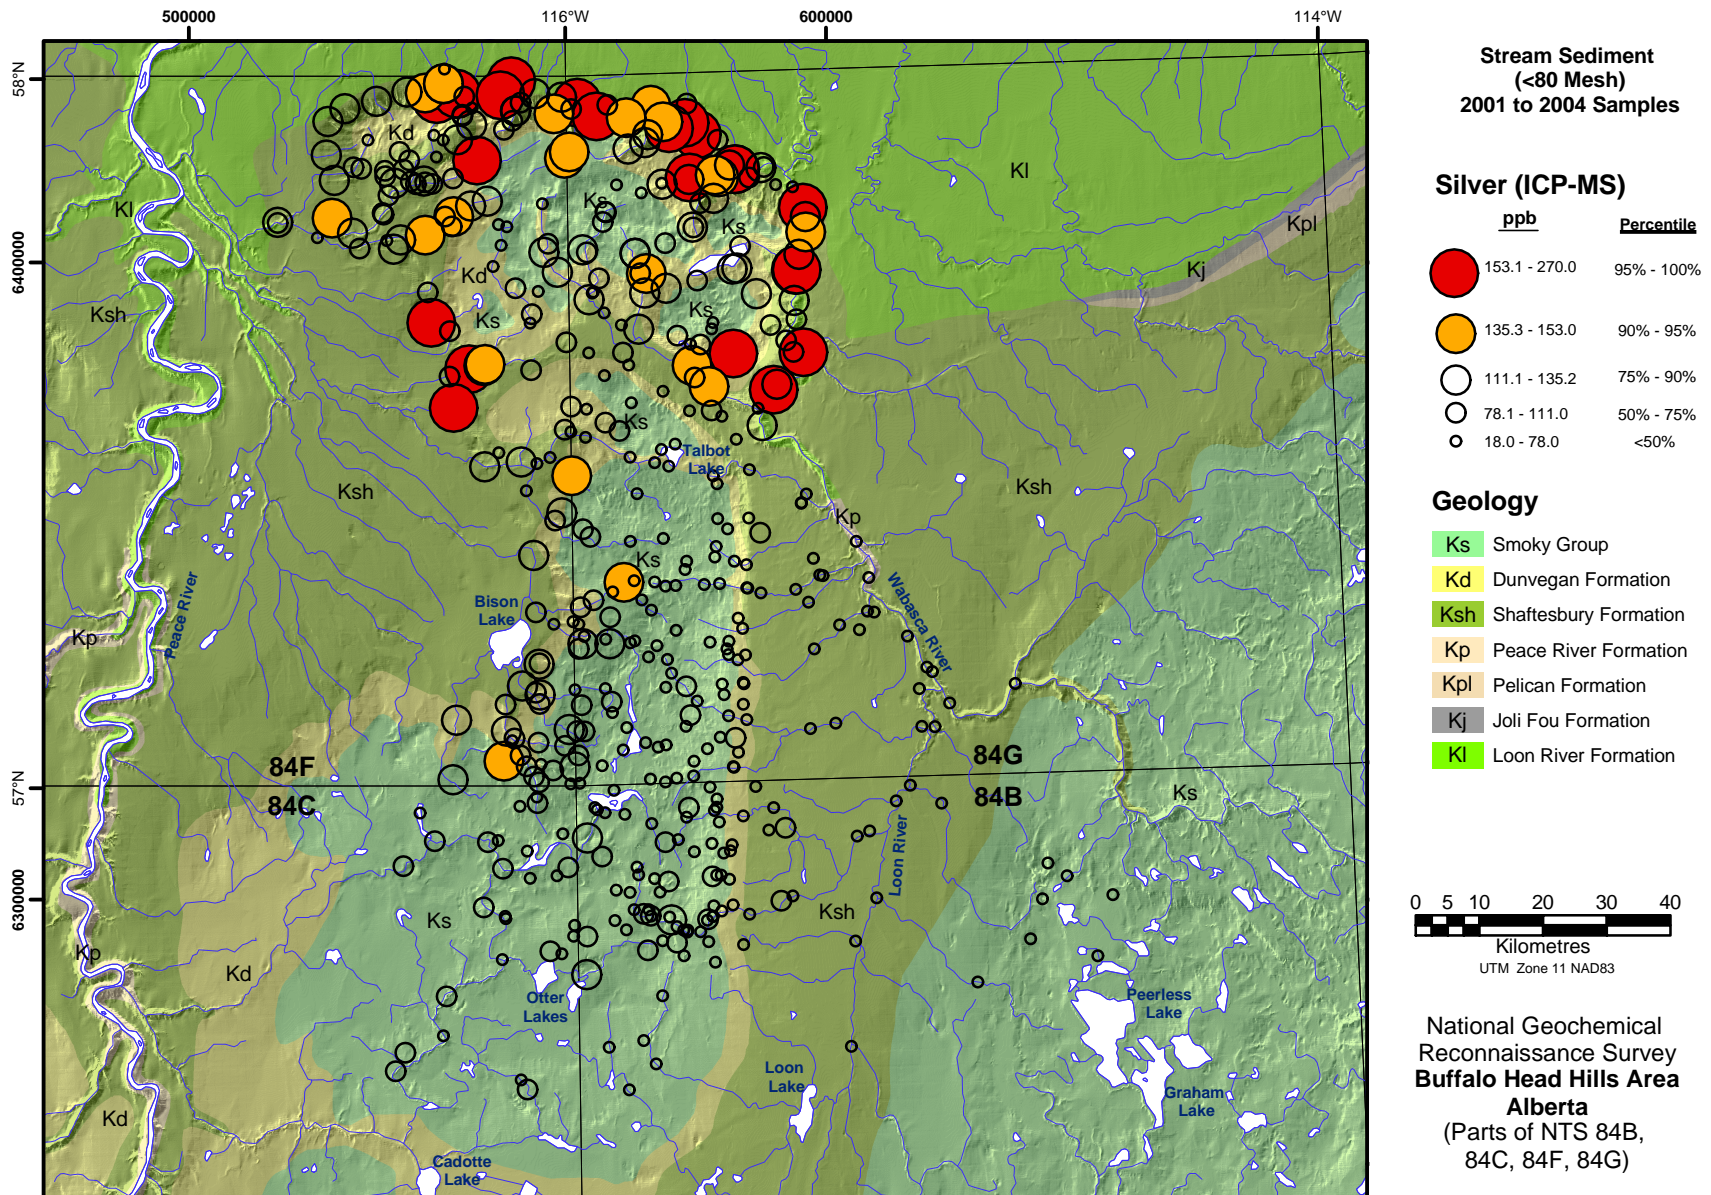 500000
116°W
600000
114°W
58°N
6400000
57°N
6300000
Kd
Kl
Kl
Ks
Ks
Kpl
Kj
Kd
Ksh
Ks
Ks
Ks
Talbot
Lake
Ksh
Ksh
Kp
Ks
Peace River
Wabasca River
Bison
Lake
Kp
84F
84G
84C
84B
Ks
Loon River
Ks
Ksh
Kp
Kd
Otter
Lakes
Peerless
Lake
Loon
Lake
Graham
Lake
Kd
Cadotte
Lake
Stream Sediment
(<80 Mesh)
2001 to 2004 Samples
Silver (ICP-MS)
ppb Percentile
153.1 - 270.0 95% - 100%
135.3 - 153.0 90% - 95%
111.1 - 135.2 75% - 90%
78.1 - 111.0 50% - 75%
18.0 - 78.0 <50%
Geology
Ks Smoky Group
Kd Dunvegan Formation
Ksh Shaftesbury Formation
Kp Peace River Formation
Kpl Pelican Formation
Kj Joli Fou Formation
Kl Loon River Formation
0 5 10 20 30 40
Kilometres
UTM Zone 11 NAD83
National Geochemical
Reconnaissance Survey
Buffalo Head Hills Area
Alberta
(Parts of NTS 84B,
84C, 84F, 84G)